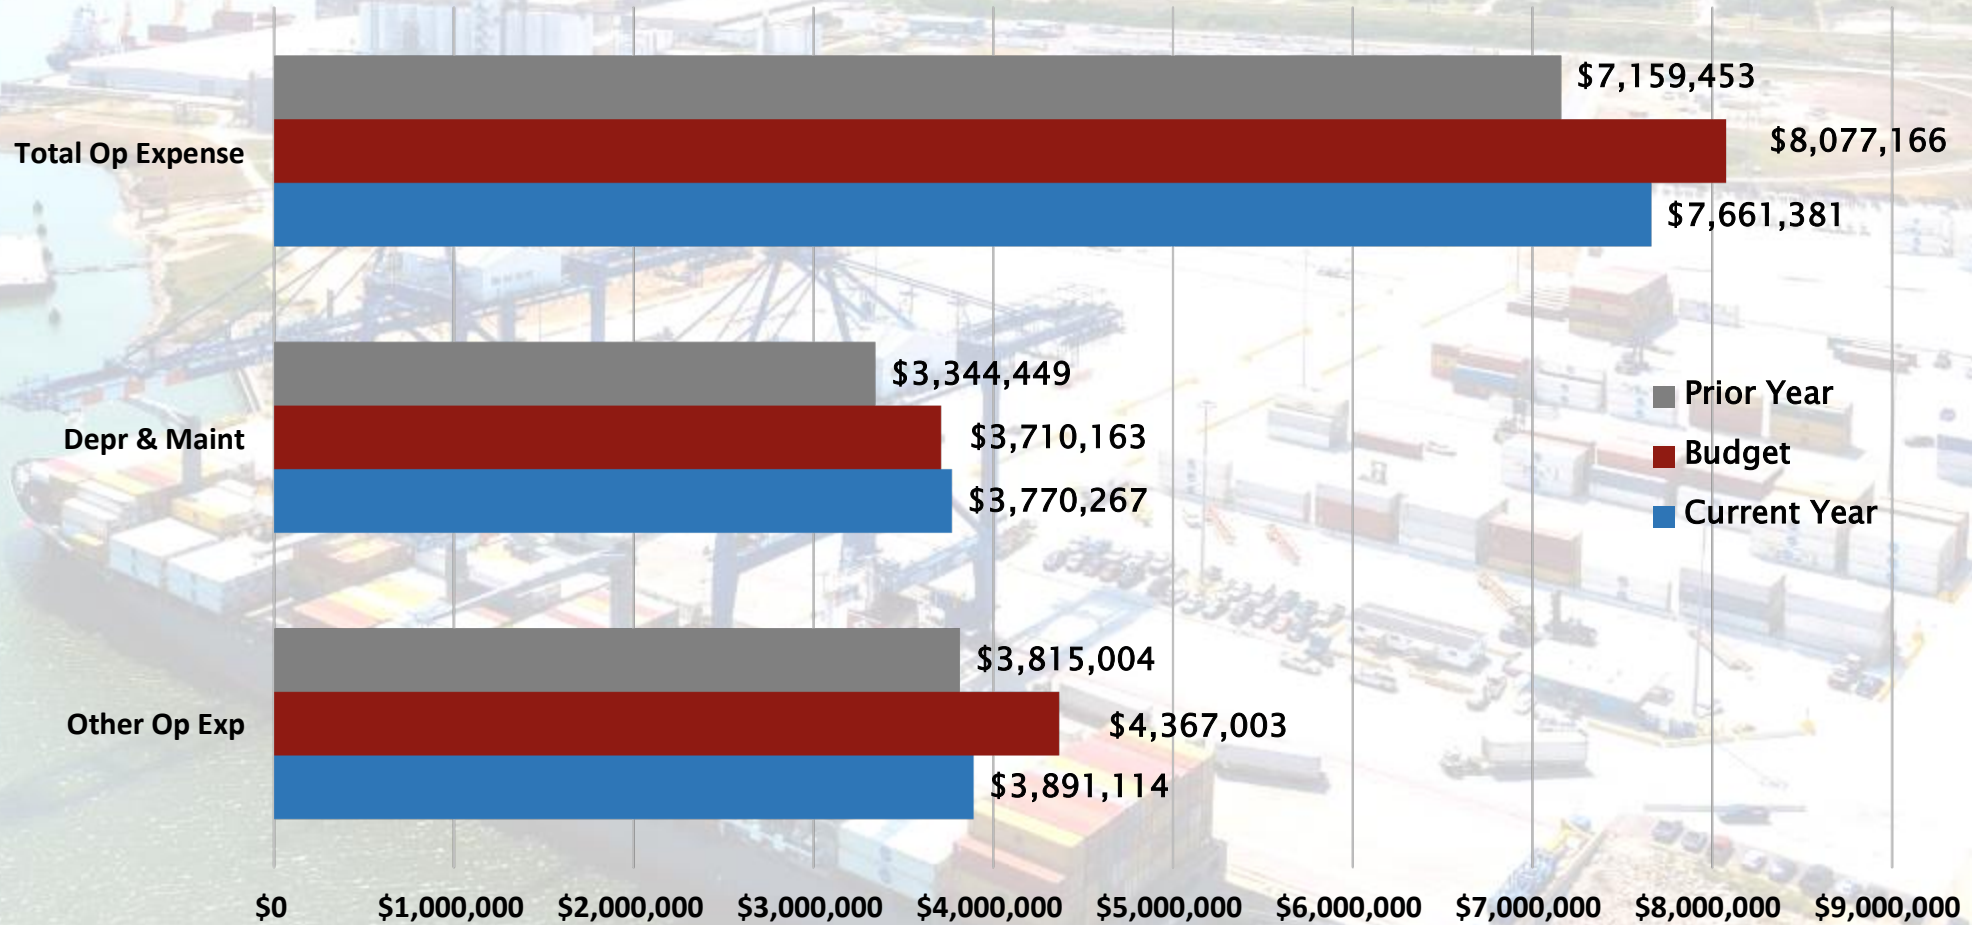 $7,159,453
$8,077,166
Total Op Expense
$7,661,381
$3,344,449
Prior Year
$3,710,163
Depr & Maint
Budget
$3,770,267
Current Year
$3,815,004
Other Op Exp
$4,367,003
$3,891,114
$0 $1,000,000 $2,000,000 $3,000,000 $4,000,000 $5,000,000 $6,000,000 $7,000,000 $8,000,000 $9,000,000